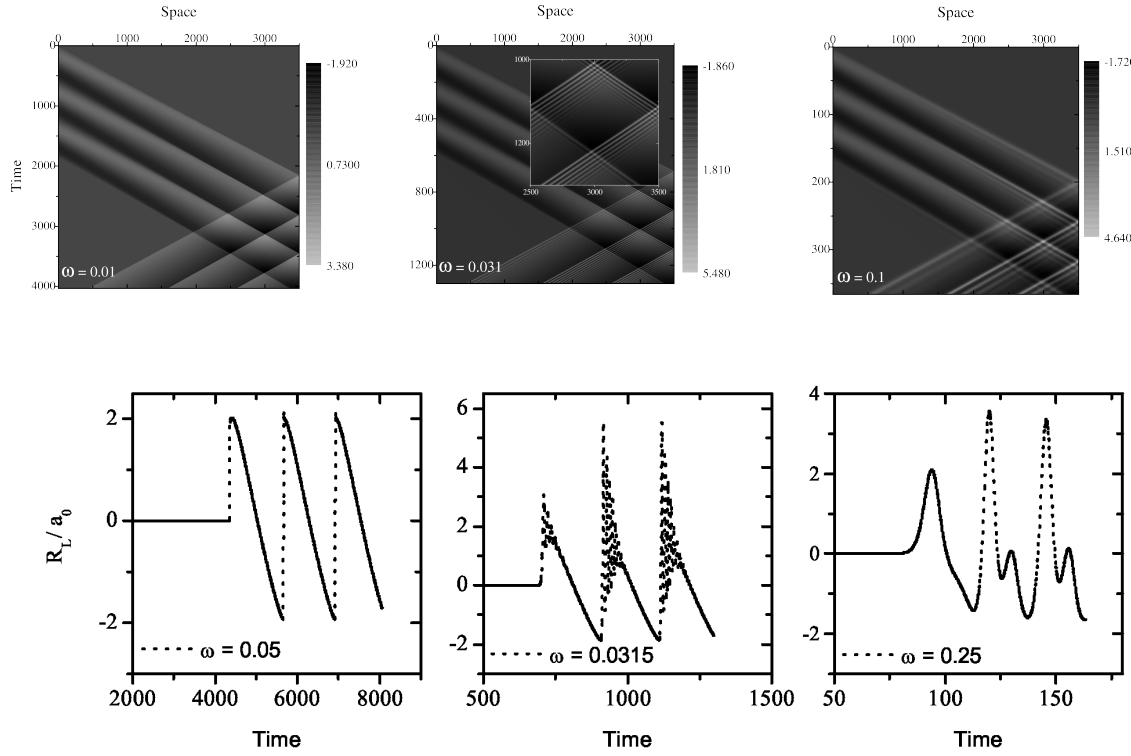 Space
Space
Space
0 1000 2000 3000
0 1000 2000 3000
0 1000 2000 3000
Time
0
1000
2000
3000
4000
ω = 0.01
-1.920
0.7300
3.380
0
400
800
1200
ω = 0.031
1000
1200
2500 3000 3500
-1.860
1.810
5.480
0
100
200
300
ω = 0.1
-1.720
1.510
4.640
R_L / a_0
2
0
-2
2000 4000 6000 8000
ω = 0.05
Time
6
4
2
0
-2
500 1000 1500
ω = 0.0315
Time
4
2
0
-2
50 100 150
ω = 0.25
Time